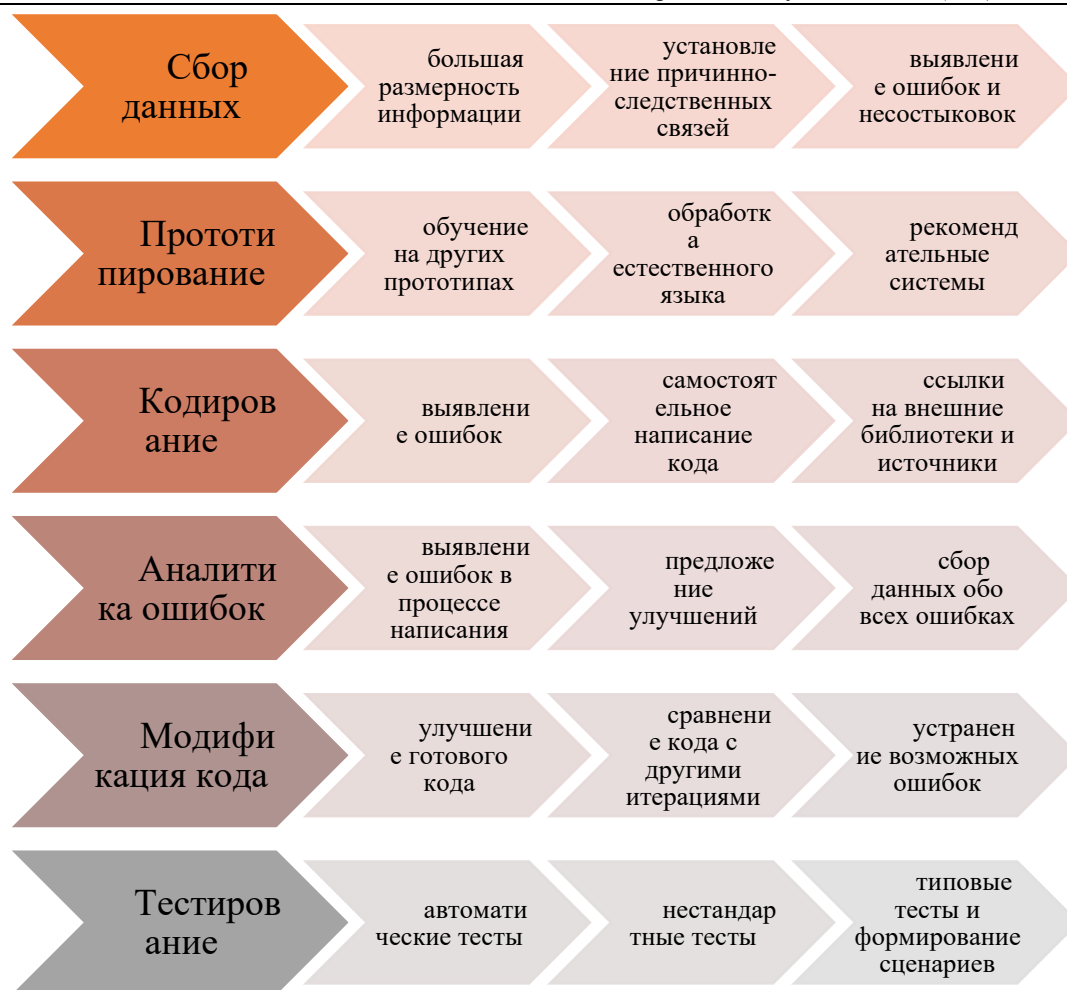 Сбор
данных
большая
размерность
информации
установле
ние причинно-
следственных
связей
выявлени
е ошибок и
несостыковок
Прототи
пирование
обучение
на других
прототипах
обработк
а
естественного
языка
рекоменд
ательные
системы
Кодиров
ание
выявлени
е ошибок
самостоят
ельное
написание
кода
ссылки
на внешние
библиотеки и
источники
Аналити
ка ошибок
выявлени
е ошибок в
процессе
написания
предложе
ние
улучшений
сбор
данных обо
всех ошибках
Модифи
кация кода
улучшени
е готового
кода
сравнени
е кода с
другими
итерациями
устранен
ие возможных
ошибок
Тестиров
ание
автомати
ческие тесты
нестандар
тные тесты
типовые
тесты и
формирование
сценариев